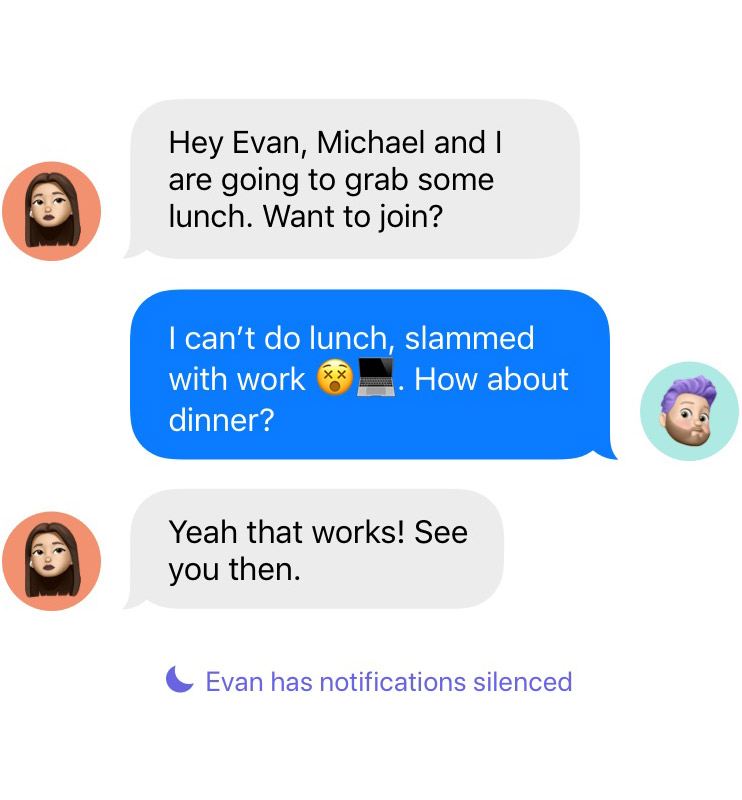 Hey Evan, Michael and I
are going to grab some
lunch. Want to join?
I can’t do lunch, slammed
with work 😵💻. How about
dinner?
Yeah that works! See
you then.
Evan has notifications silenced